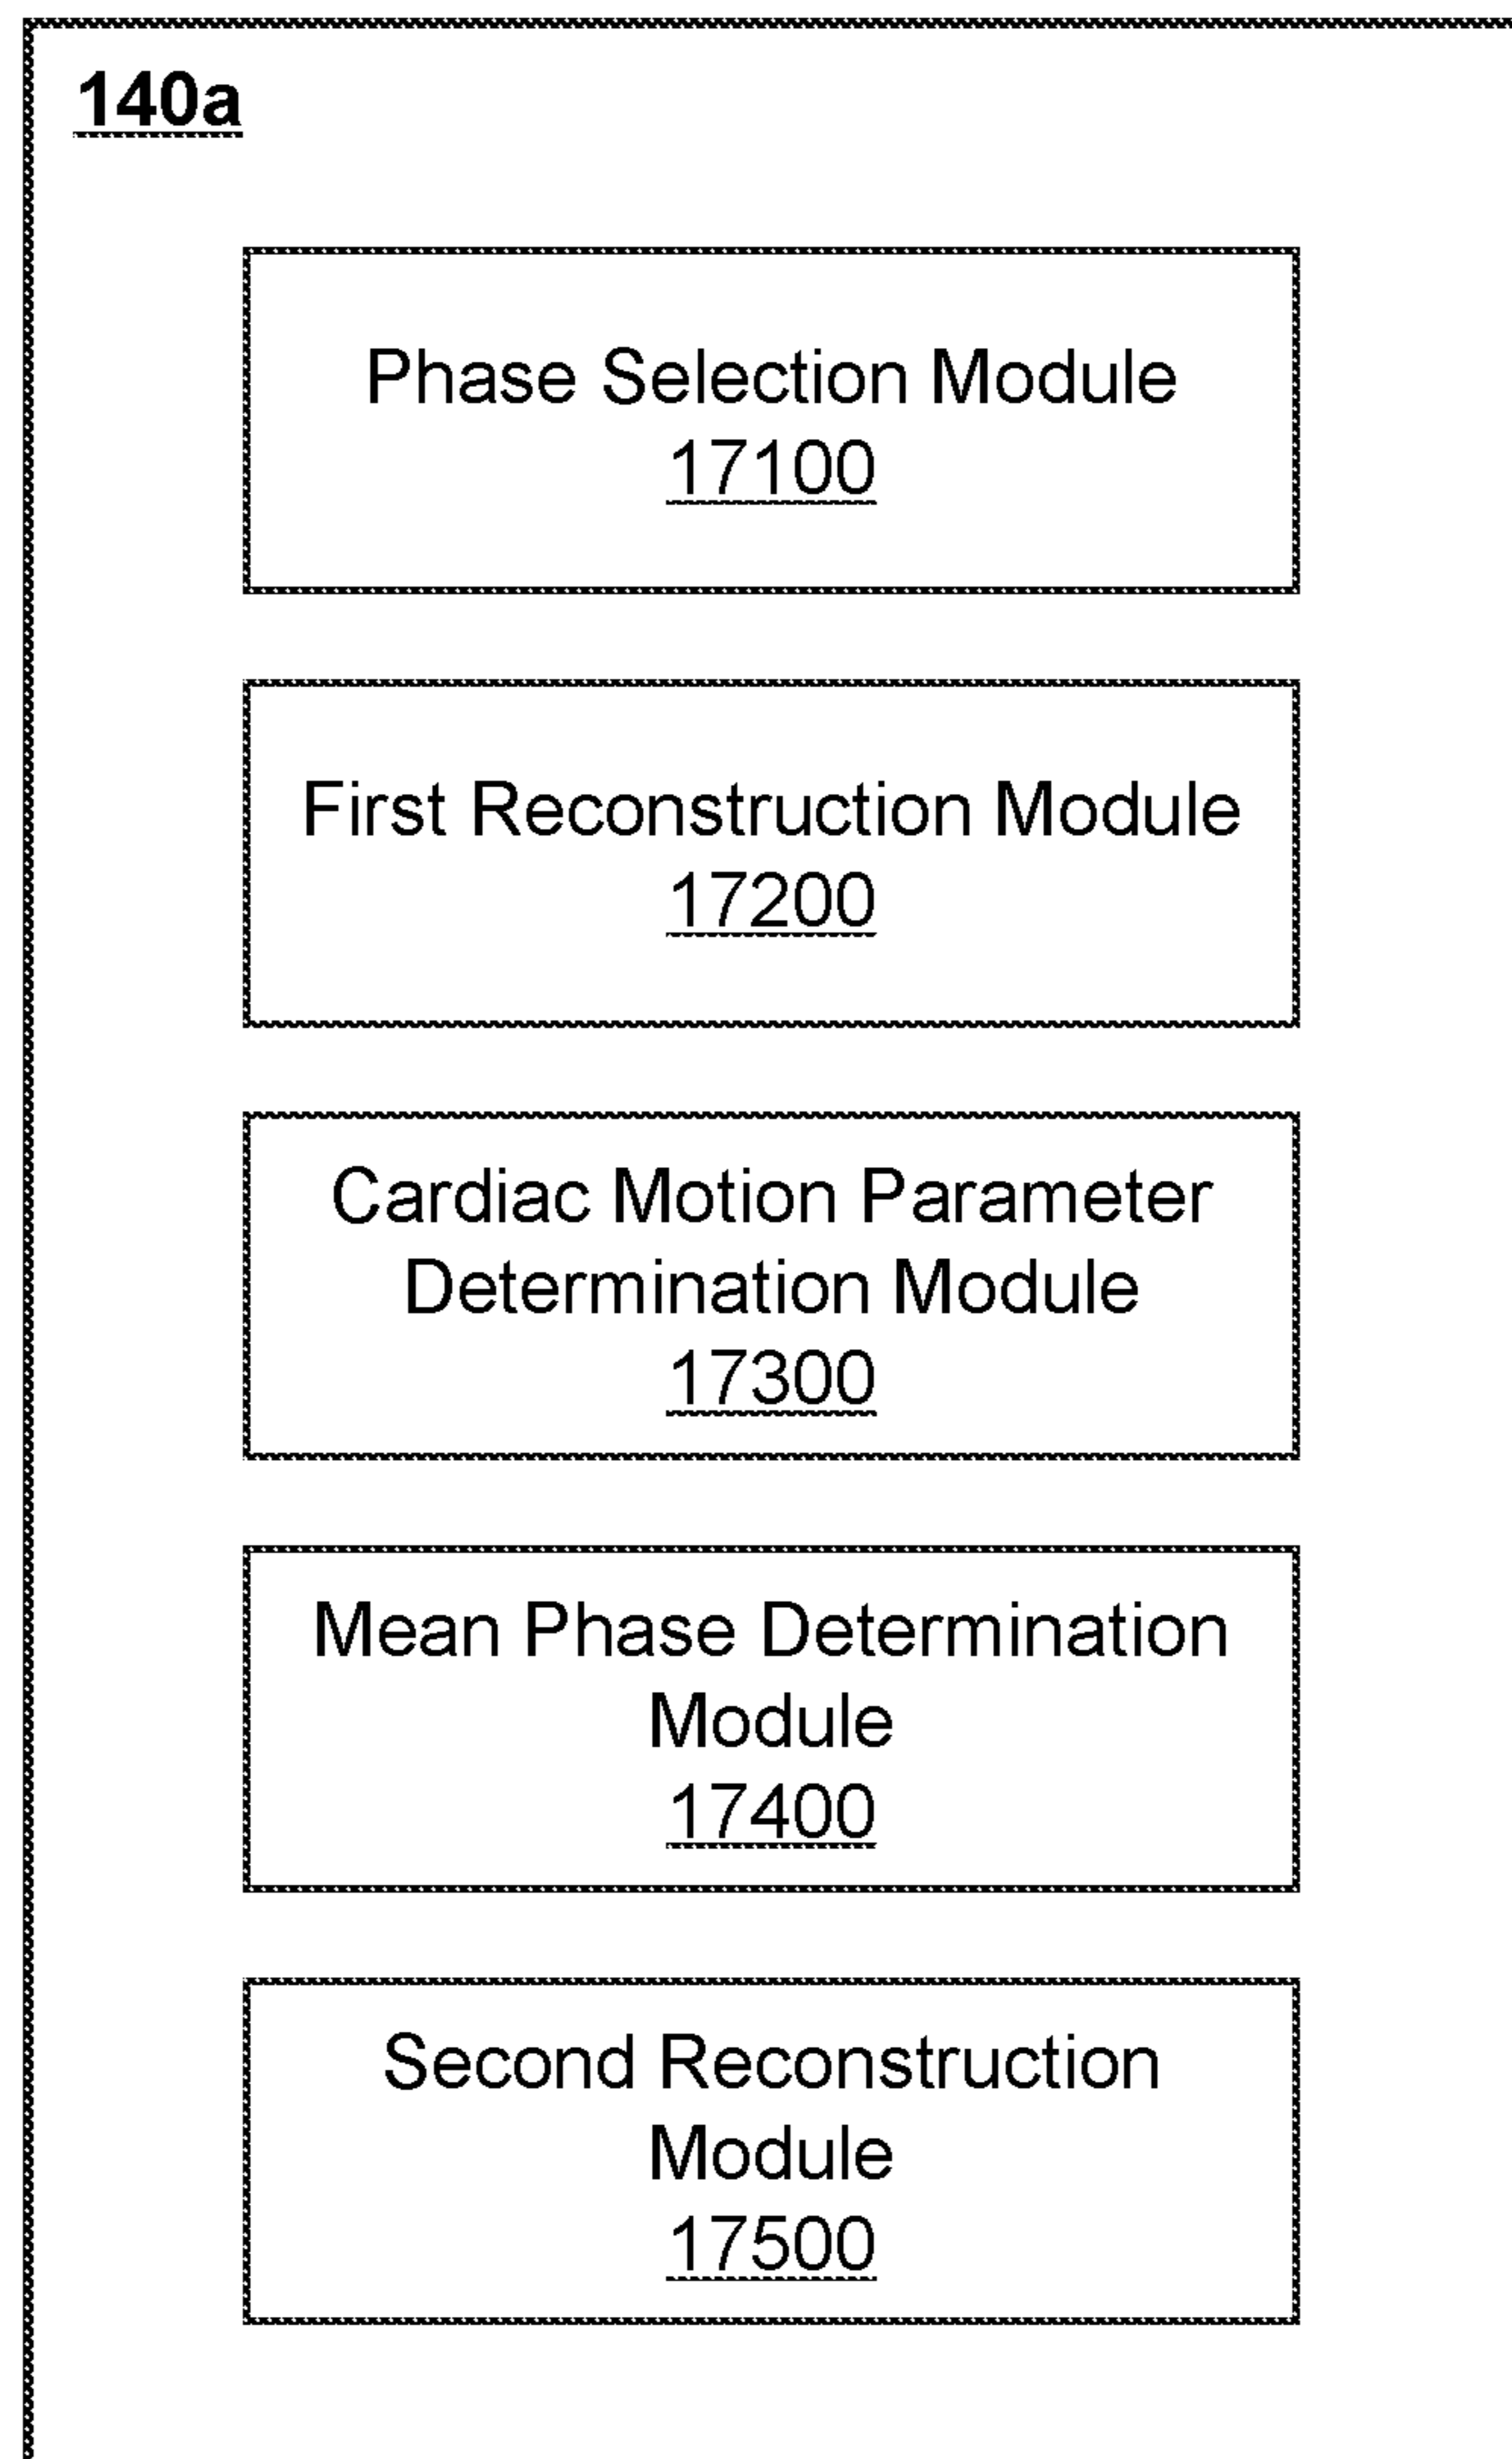 140a
Phase Selection Module
17100
First Reconstruction Module
17200
Cardiac Motion Parameter
Determination Module
17300
Mean Phase Determination
Module
17400
Second Reconstruction
Module
17500